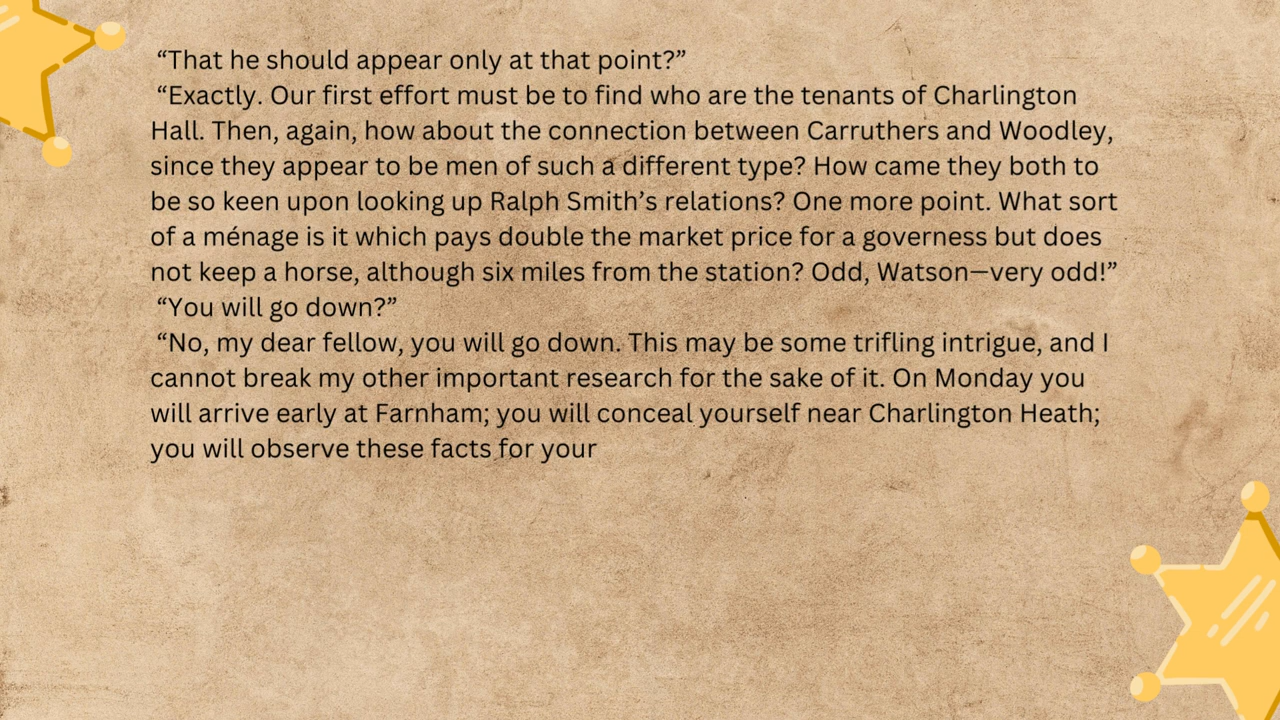 “That he should appear only at that point?”
“Exactly. Our first effort must be to find who are the tenants of Charlington
Hall. Then, again, how about the connection between Carruthers and Woodley,
since they appear to be men of such a different type? How came they both to
be so keen upon looking up Ralph Smith’s relations? One more point. What sort
of a ménage is it which pays double the market price for a governess but does
not keep a horse, although six miles from the station? Odd, Watson—very odd!”
“You will go down?”
“No, my dear fellow, you will go down. This may be some trifling intrigue, and I
cannot break my other important research for the sake of it. On Monday you
will arrive early at Farnham; you will conceal yourself near Charlington Heath;
you will observe these facts for your